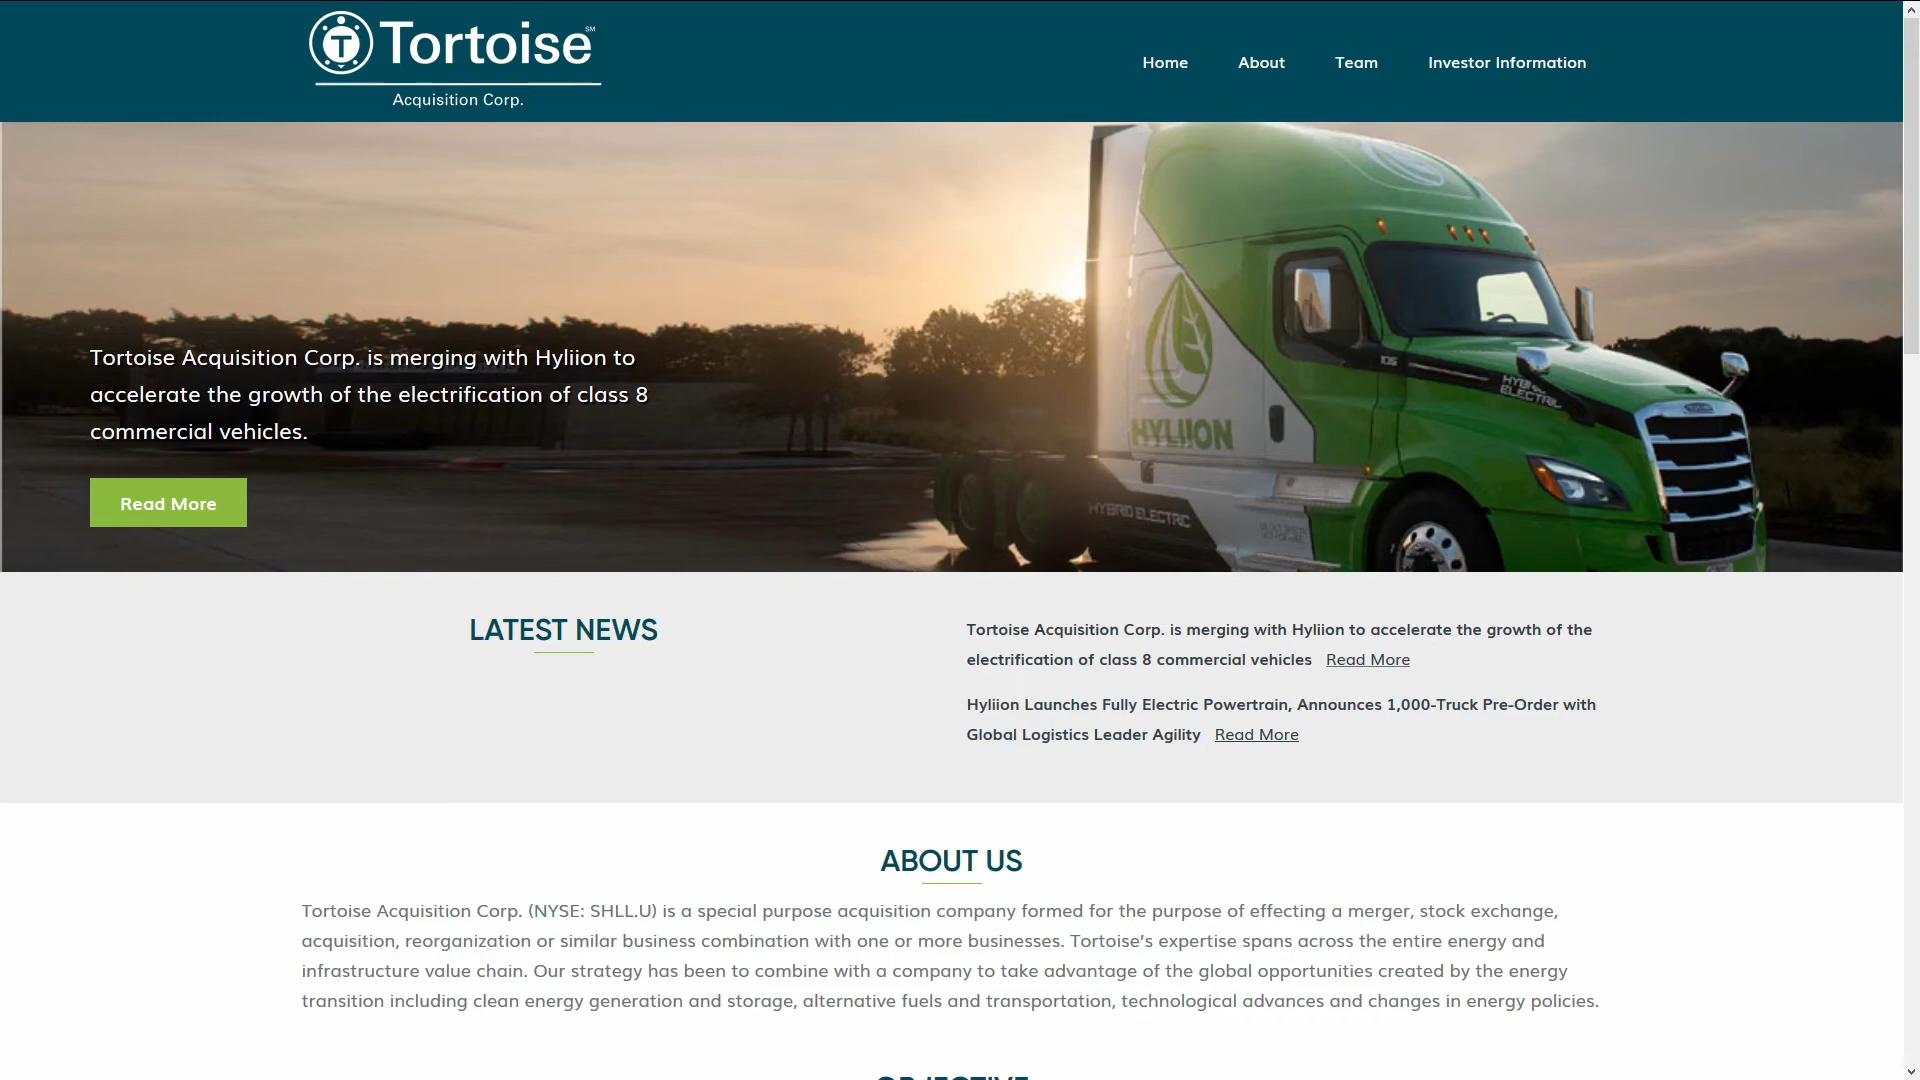 Tortoise SM
Acquisition Corp.
Home
About
Team
Investor Information
HYLIION
HYBRID ELECTRIC
HYBRID
ELECTRIC
Tortoise Acquisition Corp. is merging with Hyliion to
accelerate the growth of the electrification of class 8
commercial vehicles.
Read More
LATEST NEWS
Tortoise Acquisition Corp. is merging with Hyliion to accelerate the growth of the
electrification of class 8 commercial vehicles Read More
Hyliion Launches Fully Electric Powertrain, Announces 1,000-Truck Pre-Order with
Global Logistics Leader Agility Read More
ABOUT US
Tortoise Acquisition Corp. (NYSE: SHLL.U) is a special purpose acquisition company formed for the purpose of effecting a merger, stock exchange,
acquisition, reorganization or similar business combination with one or more businesses. Tortoise’s expertise spans across the entire energy and
infrastructure value chain. Our strategy has been to combine with a company to take advantage of the global opportunities created by the energy
transition including clean energy generation and storage, alternative fuels and transportation, technological advances and changes in energy policies.
OBJECTIVE